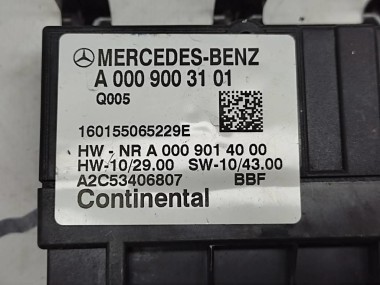 MERCEDES-BENZ
A 000 900 31 01
Q005
160155065229E
HW - NR A 000 901 40 00
HW-10/29.00 SW-10/43.00
A2C53406807 BBF
Continental